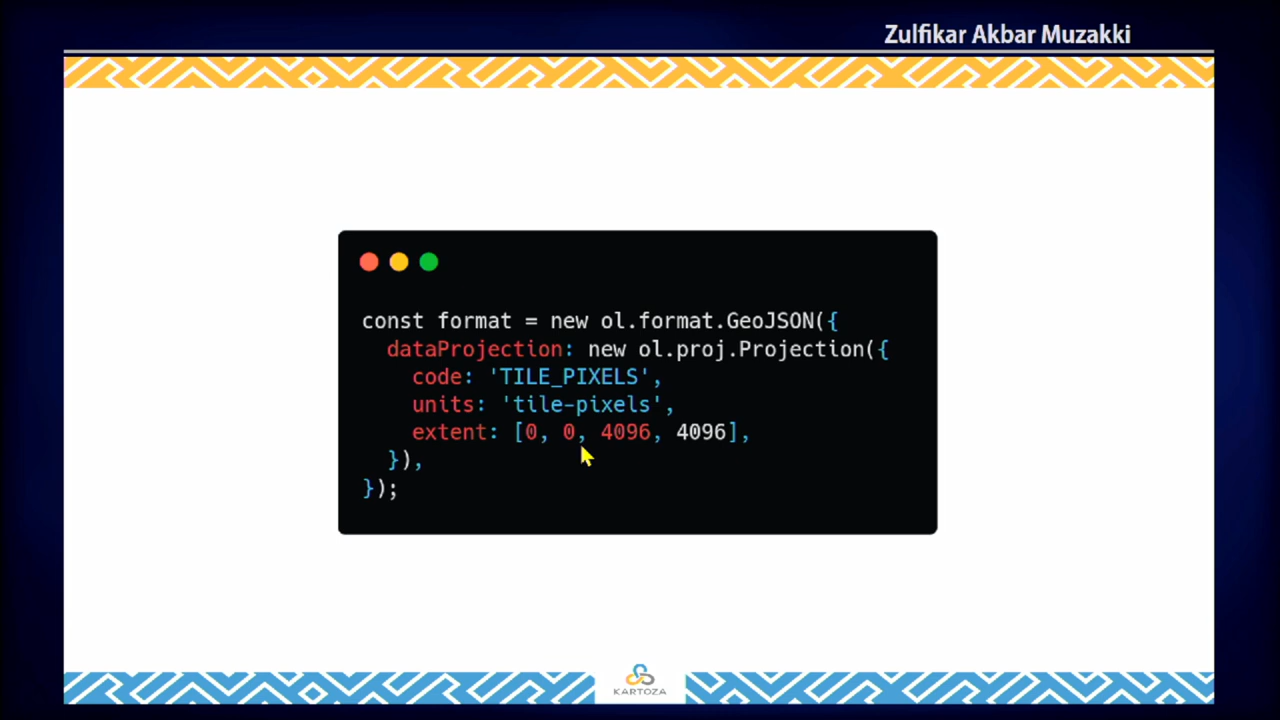 Zulfikar Akbar Muzakki
const format = new ol.format.GeoJSON({
  dataProjection: new ol.proj.Projection({
    code: 'TILE_PIXELS',
    units: 'tile-pixels',
    extent: [0, 0, 4096, 4096],
  }),
});
KARTOZA